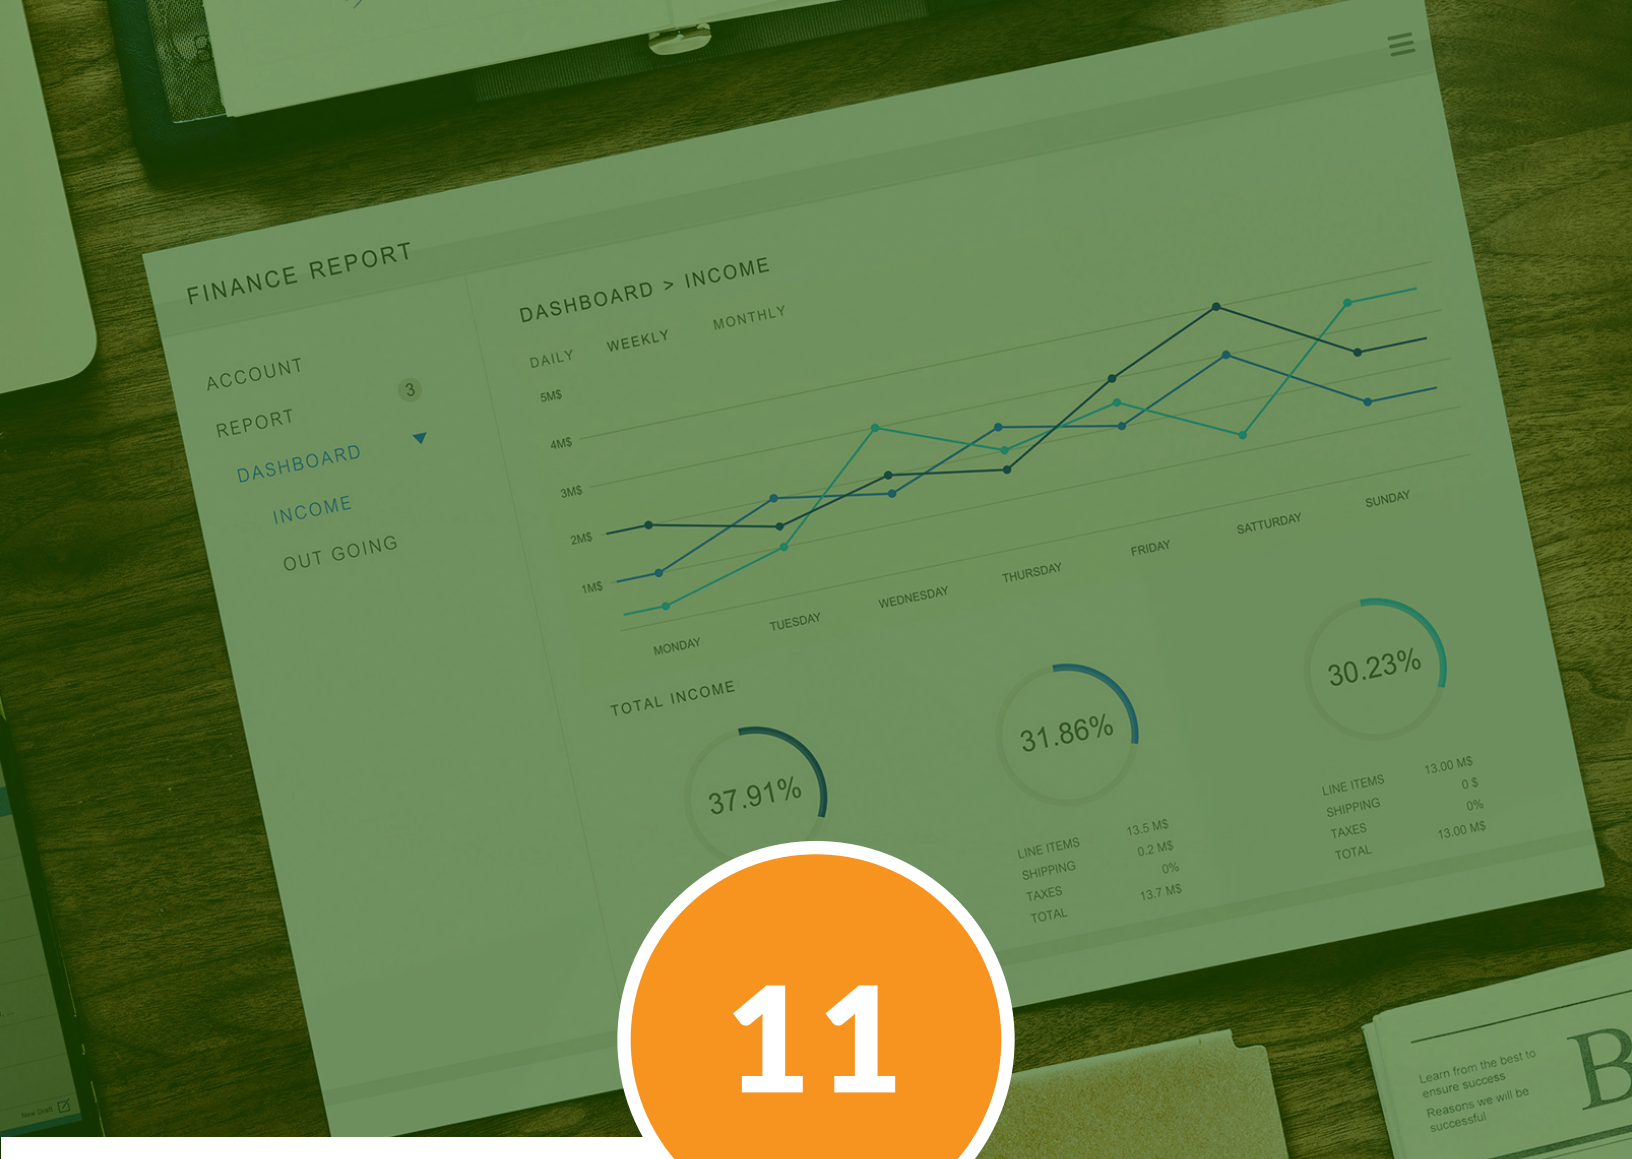 FINANCE REPORT
ACCOUNT
REPORT 3
DASHBOARD
INCOME
OUT GOING
DASHBOARD > INCOME
DAILY WEEKLY MONTHLY
5M$
4M$
3M$
2M$
1M$
MONDAY TUESDAY WEDNESDAY THURSDAY FRIDAY SATTURDAY SUNDAY
TOTAL INCOME
37.91%
31.86%
LINE ITEMS 13.5 M$
SHIPPING 0.2 M$
TAXES 0%
TOTAL 13.7 M$
30.23%
LINE ITEMS 13.00 M$
SHIPPING 0 $
TAXES 0%
TOTAL 13.00 M$
11
New Draft
Learn from the best to
ensure success
Reasons we will be
successful
B